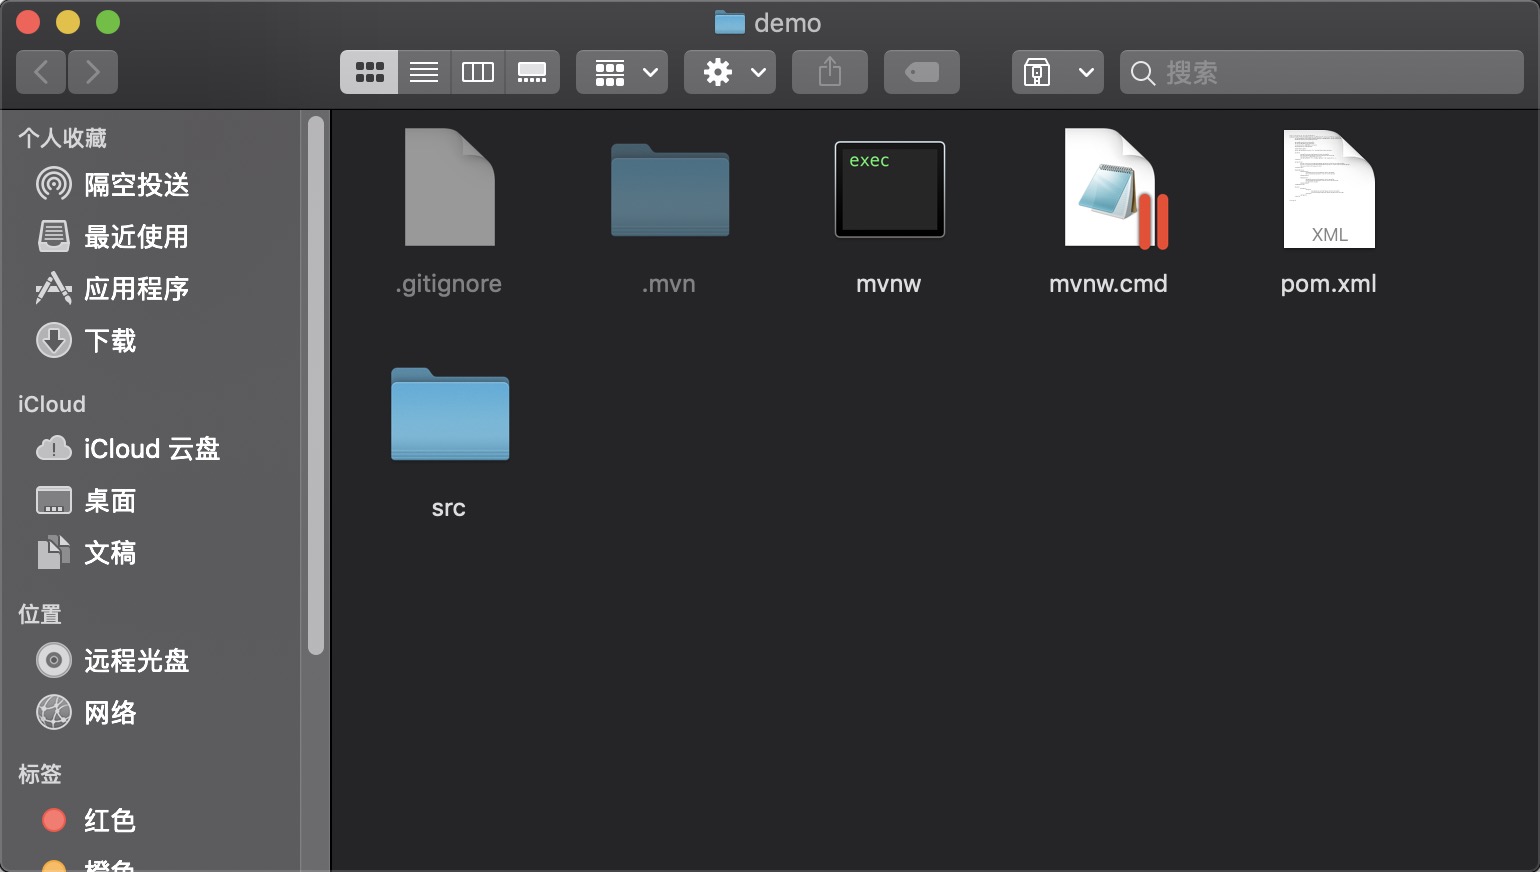 demo
搜索
个人收藏
隔空投送
最近使用
应用程序
下载
iCloud
iCloud 云盘
桌面
文稿
位置
远程光盘
网络
标签
红色
橙色
exec
XML
.gitignore
.mvn
mvnw
mvnw.cmd
pom.xml
src